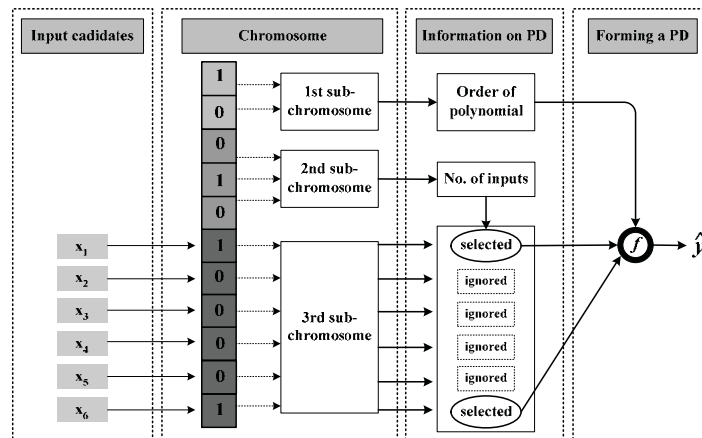 Input cadidates
Chromosome
Information on PD
Forming a PD
1
0
0
1
0
1
0
0
0
0
1
1st sub-
chromosome
2nd sub-
chromosome
3rd sub-
chromosome
Order of
polynomial
No. of inputs
selected
ignored
ignored
ignored
ignored
selected
x1
x2
x3
x4
x5
x6
f
ŷ